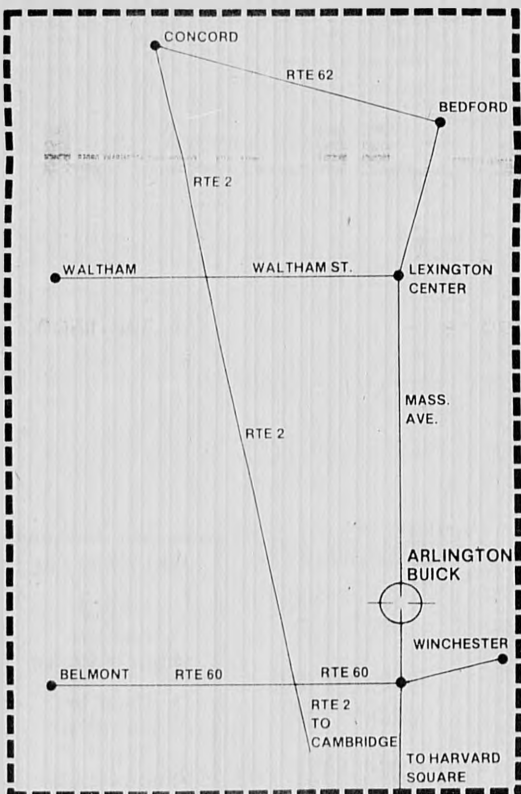 CONCORD
RTE 62
BEDFORD
RTE 2
WALTHAM
WALTHAM ST.
LEXINGTON
CENTER
MASS.
AVE.
RTE 2
ARLINGTON
BUICK
WINCHESTER
BELMONT
RTE 60
RTE 60
RTE 2
TO
CAMBRIDGE
TO HARVARD
SQUARE